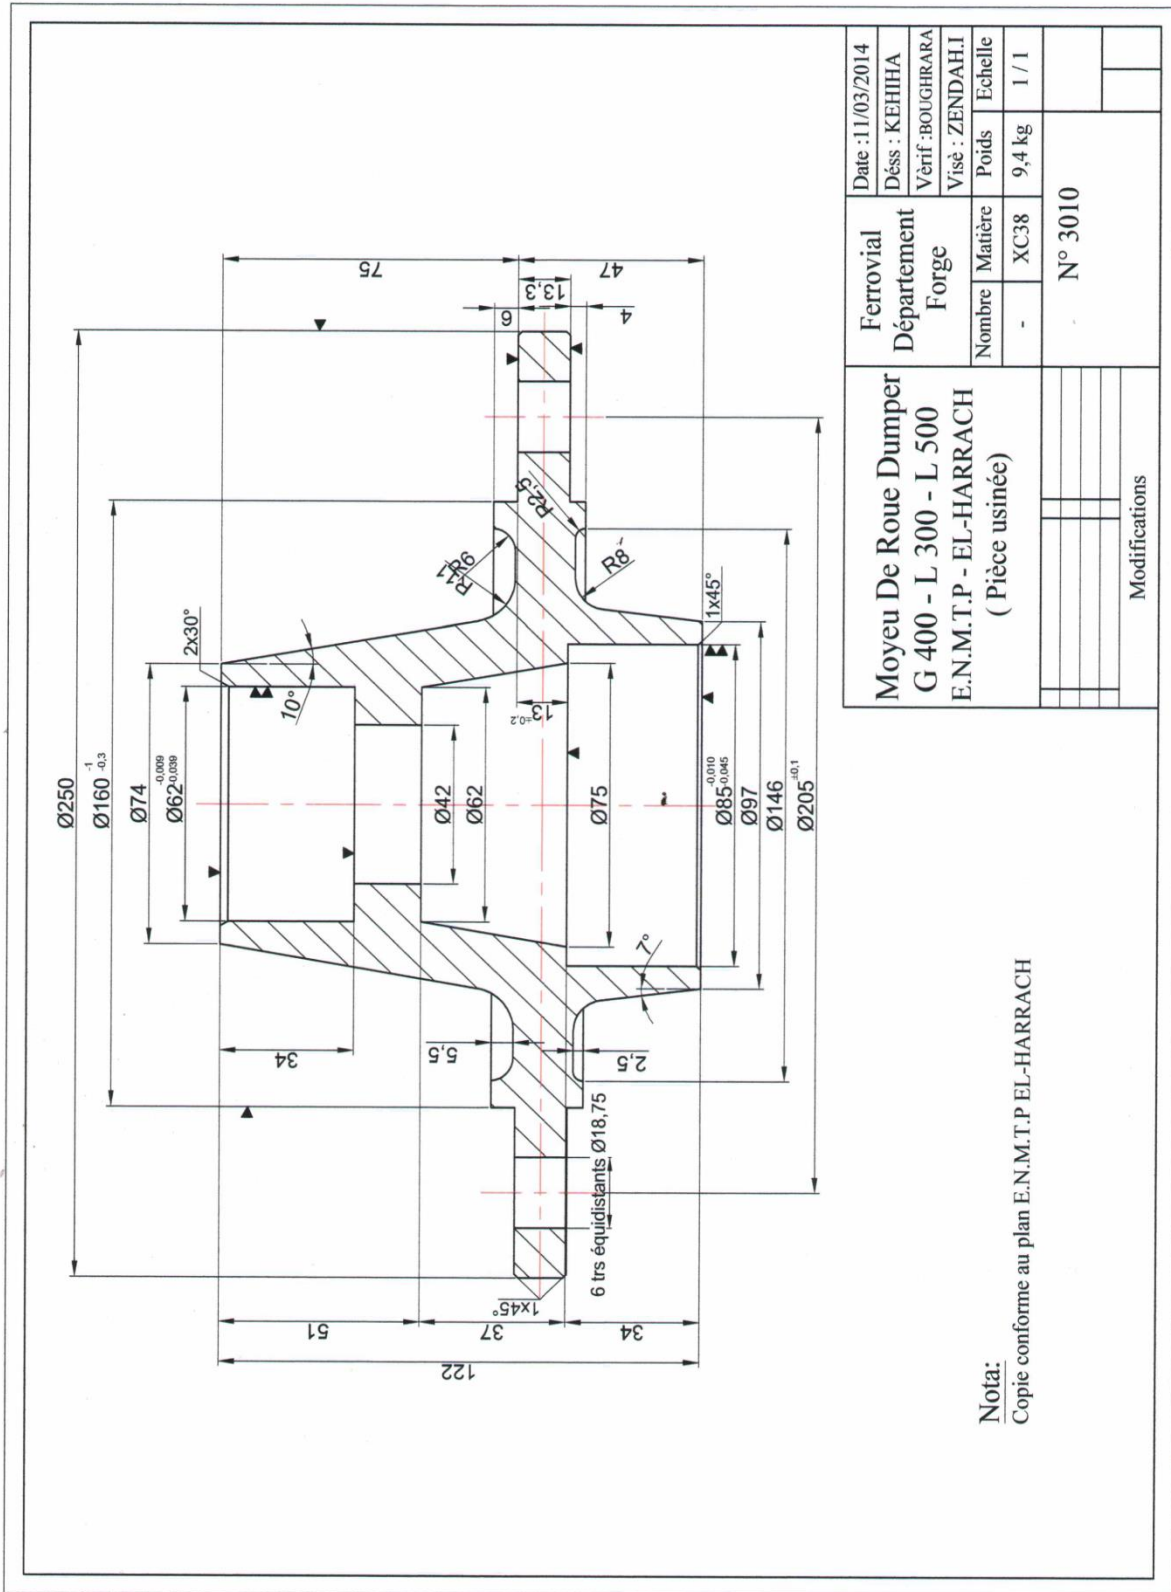 Ø250
Ø160 -1 -0,3
Ø74
Ø62 -0,009 -0,039
2x30°
10°
Ø42
Ø62
13 ±0,2
Ø75
R11
R6
R2,5
R8
1x45°
Ø85 -0,010 -0,045
Ø97
Ø146
Ø205 ±0,1
75
47
6
13,3
4
34
5,5
2,5
7°
6 trs équidistants Ø18,75
1x45°
51
37
34
122
Nota:
Copie conforme au plan E.N.M.T.P EL-HARRACH
Moyeu De Roue Dumper
G 400 - L 300 - L 500
E.N.M.T.P - EL-HARRACH
( Pièce usinée)
Ferrovial
Département
Forge
Date :11/03/2014
Déss : KEHIHA
Vèrif :BOUGHRARA
Visè : ZENDAH.I
Nombre Matière Poids Echelle
- XC38 9,4 kg 1 / 1
N° 3010
Modifications